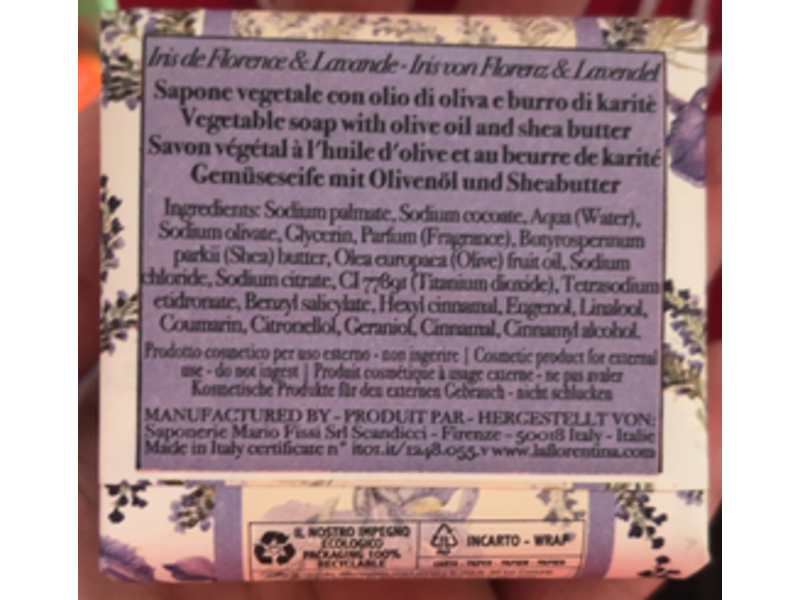 Iris de Florence & Lavande - Iris von Florenz & Lavendel
Sapone vegetale con olio di oliva e burro di karitè
Vegetable soap with olive oil and shea butter
Savon végétal à l'huile d'olive et au beurre de karité
Gemüseseife mit Olivenöl und Sheabutter
Ingredients: Sodium palmate, Sodium cocoate, Aqua (Water),
Sodium olivate, Glycerin, Parfum (Fragrance), Butyrospermum
parkii (Shea) butter, Olea europaea (Olive) fruit oil, Sodium
chloride, Sodium citrate, CI 77891 (Titanium dioxide), Tetrasodium
etidronate, Benzyl salicylate, Hexyl cinnamal, Eugenol, Linalool,
Coumarin, Citronellol, Geraniol, Cinnamal, Cinnamyl alcohol.
Prodotto cosmetico per uso esterno - non ingerire | Cosmetic product for external
use - do not ingest | Produit cosmétique à usage externe - ne pas avaler
Kosmetische Produkte für den externen Gebrauch - nicht schlucken
MANUFACTURED BY - PRODUIT PAR - HERGESTELLT VON:
Saponerie Mario Fissi Srl Scandicci - Firenze - 50018 Italy - Italie
Made in Italy certificate n° it01.it/1248.055.v www.laflorentina.com
IL NOSTRO IMPEGNO
ECOLOGICO
PACKAGING 100%
RECYCLABLE
INCARTO - WRAP